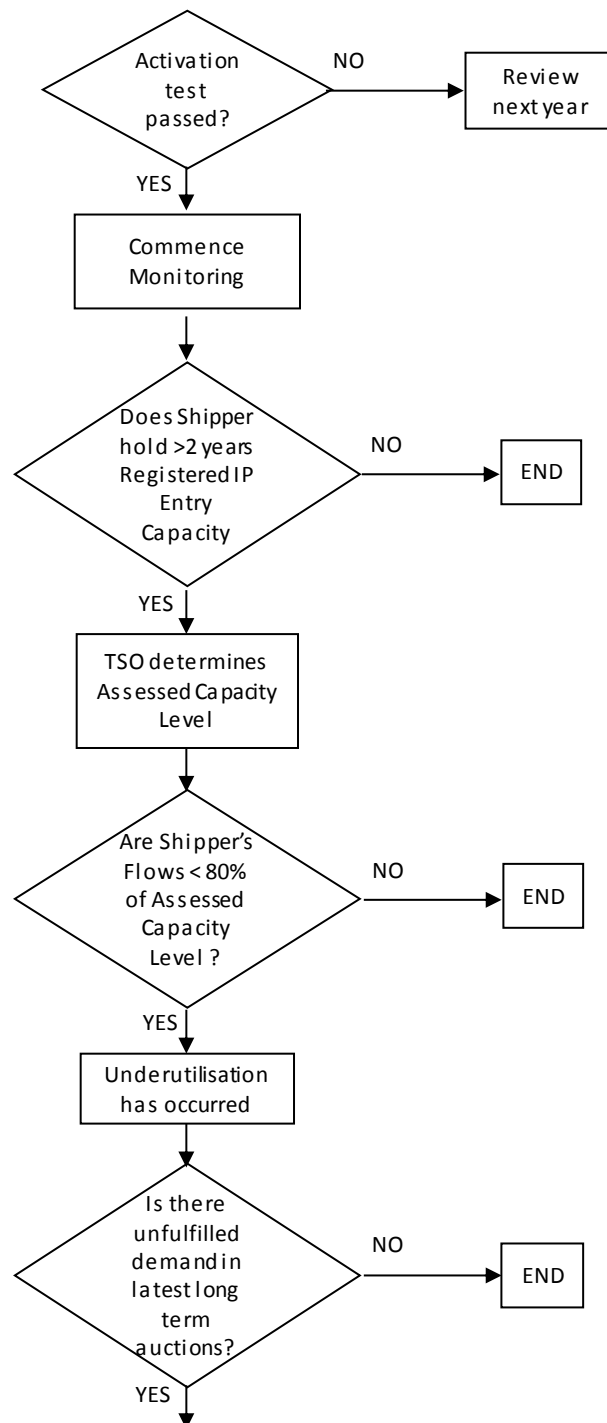 Activation
test
passed?
NO
Review
next year
YES
Commence
Monitoring
Does Shipper
hold >2 years
Registered IP
Entry
Capacity
NO
END
YES
TSO determines
Assessed Capacity
Level
Are Shipper's
Flows < 80%
of Assessed
Capacity
Level ?
NO
END
YES
Underutilisation
has occurred
Is there
unfulfilled
demand in
latest long
term
auctions?
NO
END
YES